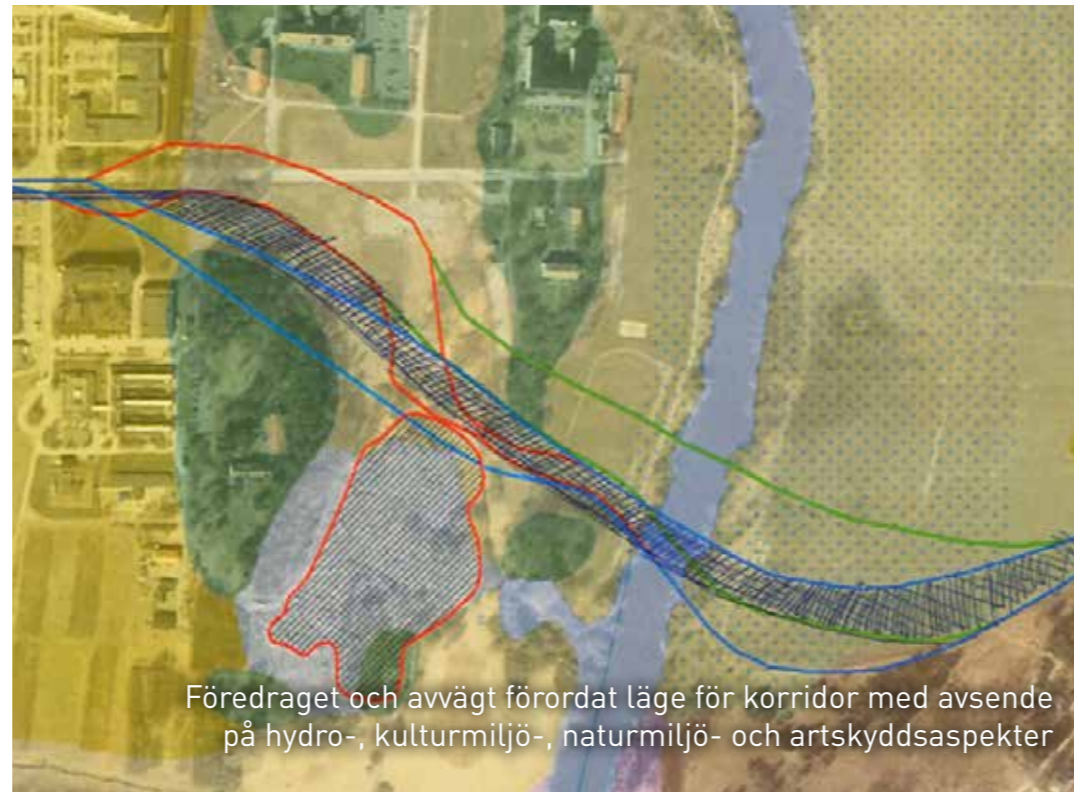 Föredraget och avvägt förordat läge för korridor med avsende
på hydro-, kulturmiljö-, naturmiljö- och artskyddsaspekter